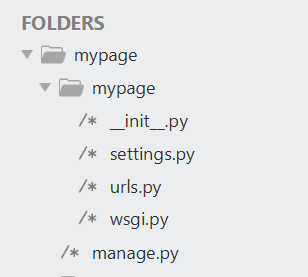 FOLDERS
mypage
mypage
/* __init__.py
/* settings.py
/* urls.py
/* wsgi.py
/* manage.py